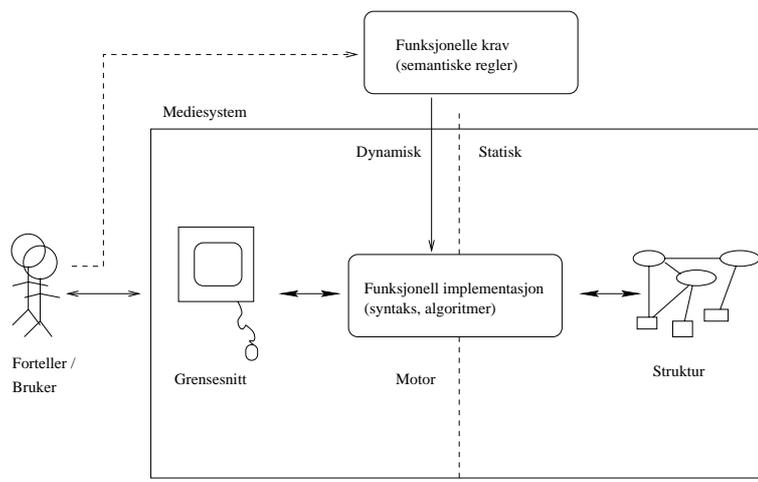 Funksjonelle krav
(semantiske regler)
Mediesystem
Dynamisk
Statisk
Funksjonell implementasjon
(syntaks, algoritmer)
Forteller /
Bruker
Grensesnitt
Motor
Struktur